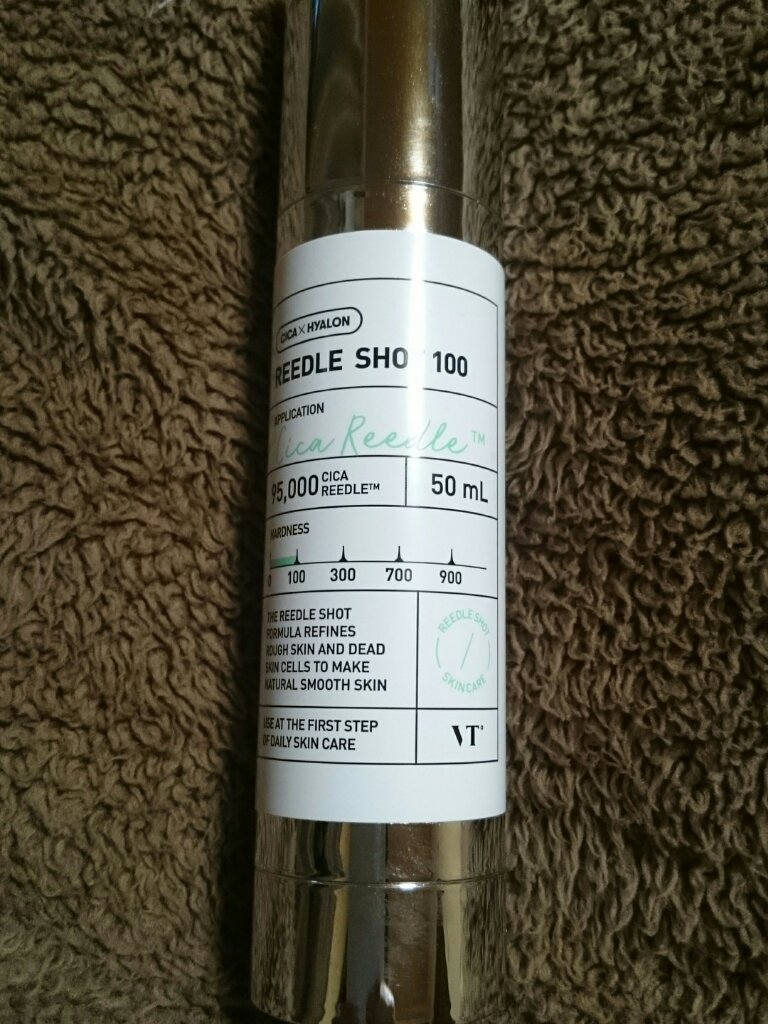 CICA×HYALON
REEDLE SHOT 100
APPLICATION
Cica Reedle™
95,000 CICA REEDLE™
50 mL
HARDNESS
0 100 300 700 900
THE REEDLE SHOT
FORMULA REFINES
ROUGH SKIN AND DEAD
SKIN CELLS TO MAKE
NATURAL SMOOTH SKIN
REEDLE SHOT
SKINCARE
USE AT THE FIRST STEP
OF DAILY SKIN CARE
VT